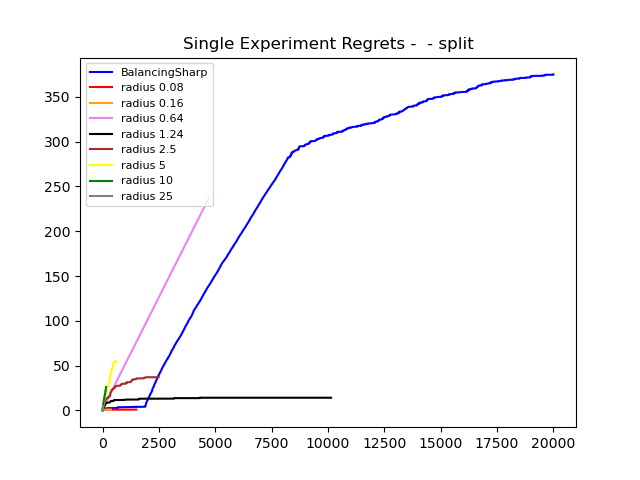 Single Experiment Regrets -  - split
BalancingSharp
radius 0.08
radius 0.16
radius 0.64
radius 1.24
radius 2.5
radius 5
radius 10
radius 25
350
300
250
200
150
100
50
0
0 2500 5000 7500 10000 12500 15000 17500 20000